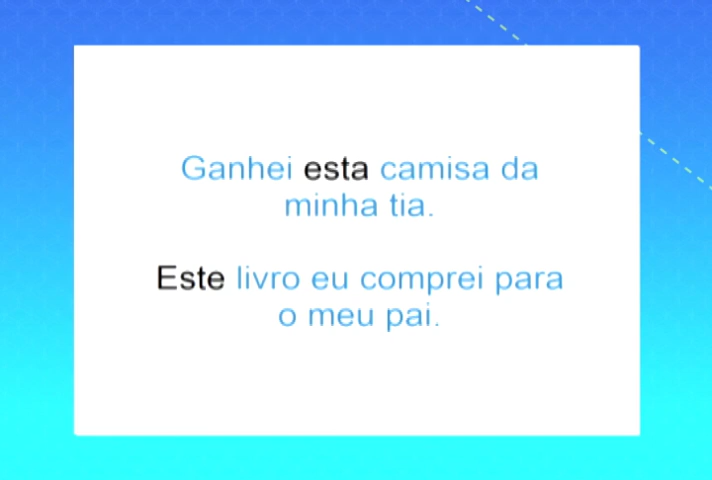 Ganhei esta camisa da
minha tia.
Este livro eu comprei para
o meu pai.